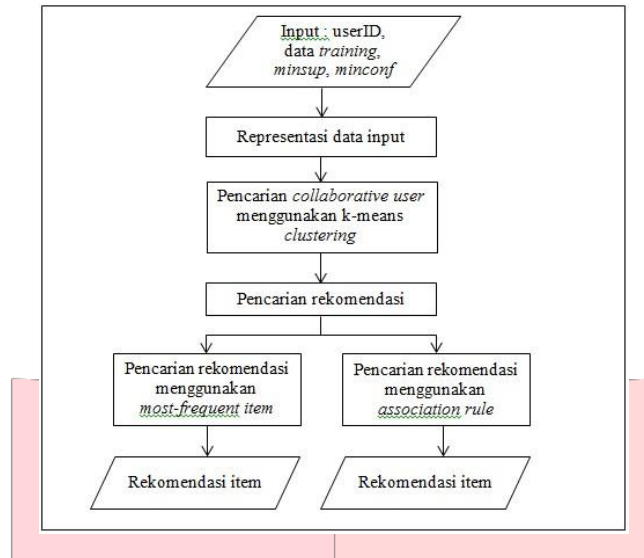 Input : userID,
data training,
minsup, minconf
Representasi data input
Pencarian collaborative user
menggunakan k-means
clustering
Pencarian rekomendasi
Pencarian rekomendasi
menggunakan
most-frequent item
Pencarian rekomendasi
menggunakan
association rule
Rekomendasi item
Rekomendasi item